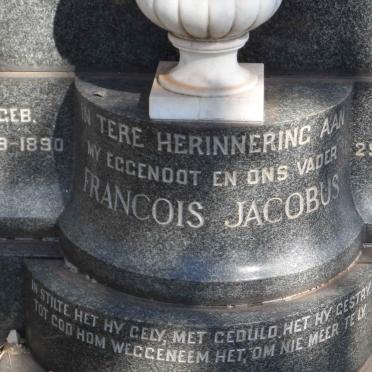 IN TERE HERINNERING AAN
MY EGGENOOT EN ONS VADER
FRANCOIS JACOBUS
GEB.
8-1890
29
IN STILTE HET HY GELY, MET GEDULD HET HY GESTRY
TOT GOD HOM WEGGENEEM HET, OM NIE MEER TE LY